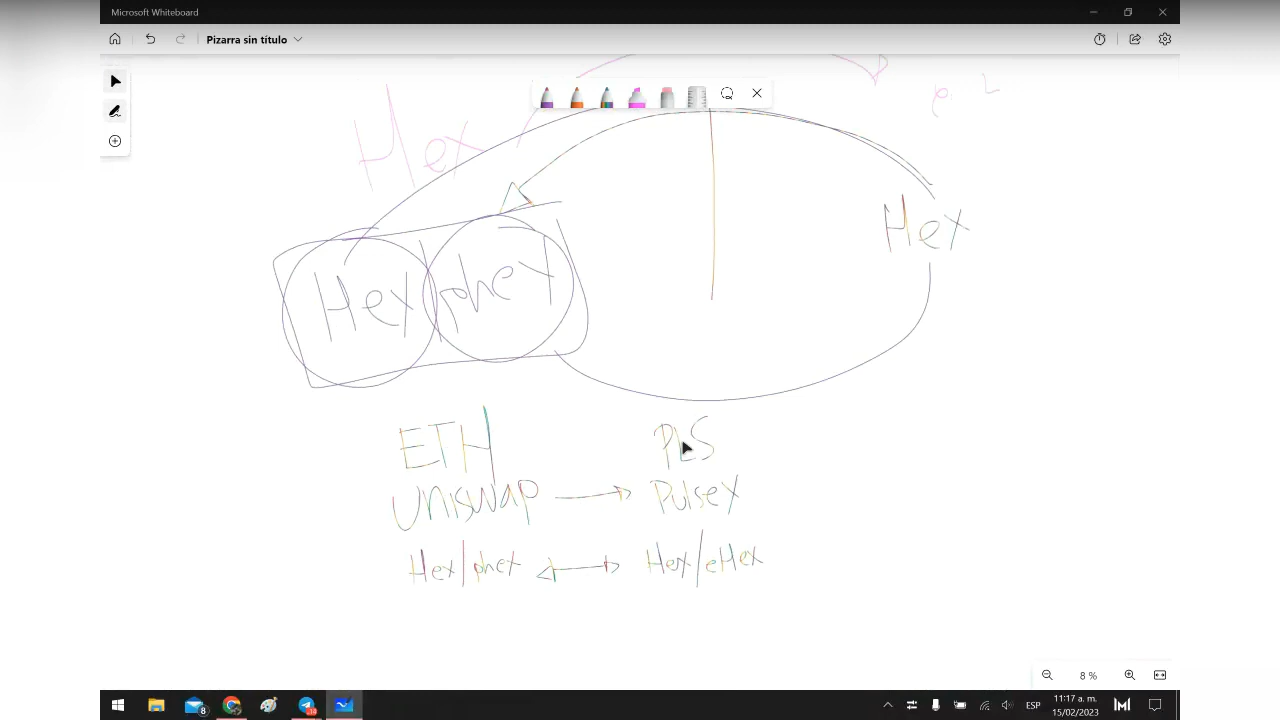 Microsoft Whiteboard
Pizarra sin título
Hex
Hex
Hex phex
ETH PLS
Uniswap Pulsex
Hex/phex Hex/eHex
8 %
8
11:17 a. m.
ESP
15/02/2023